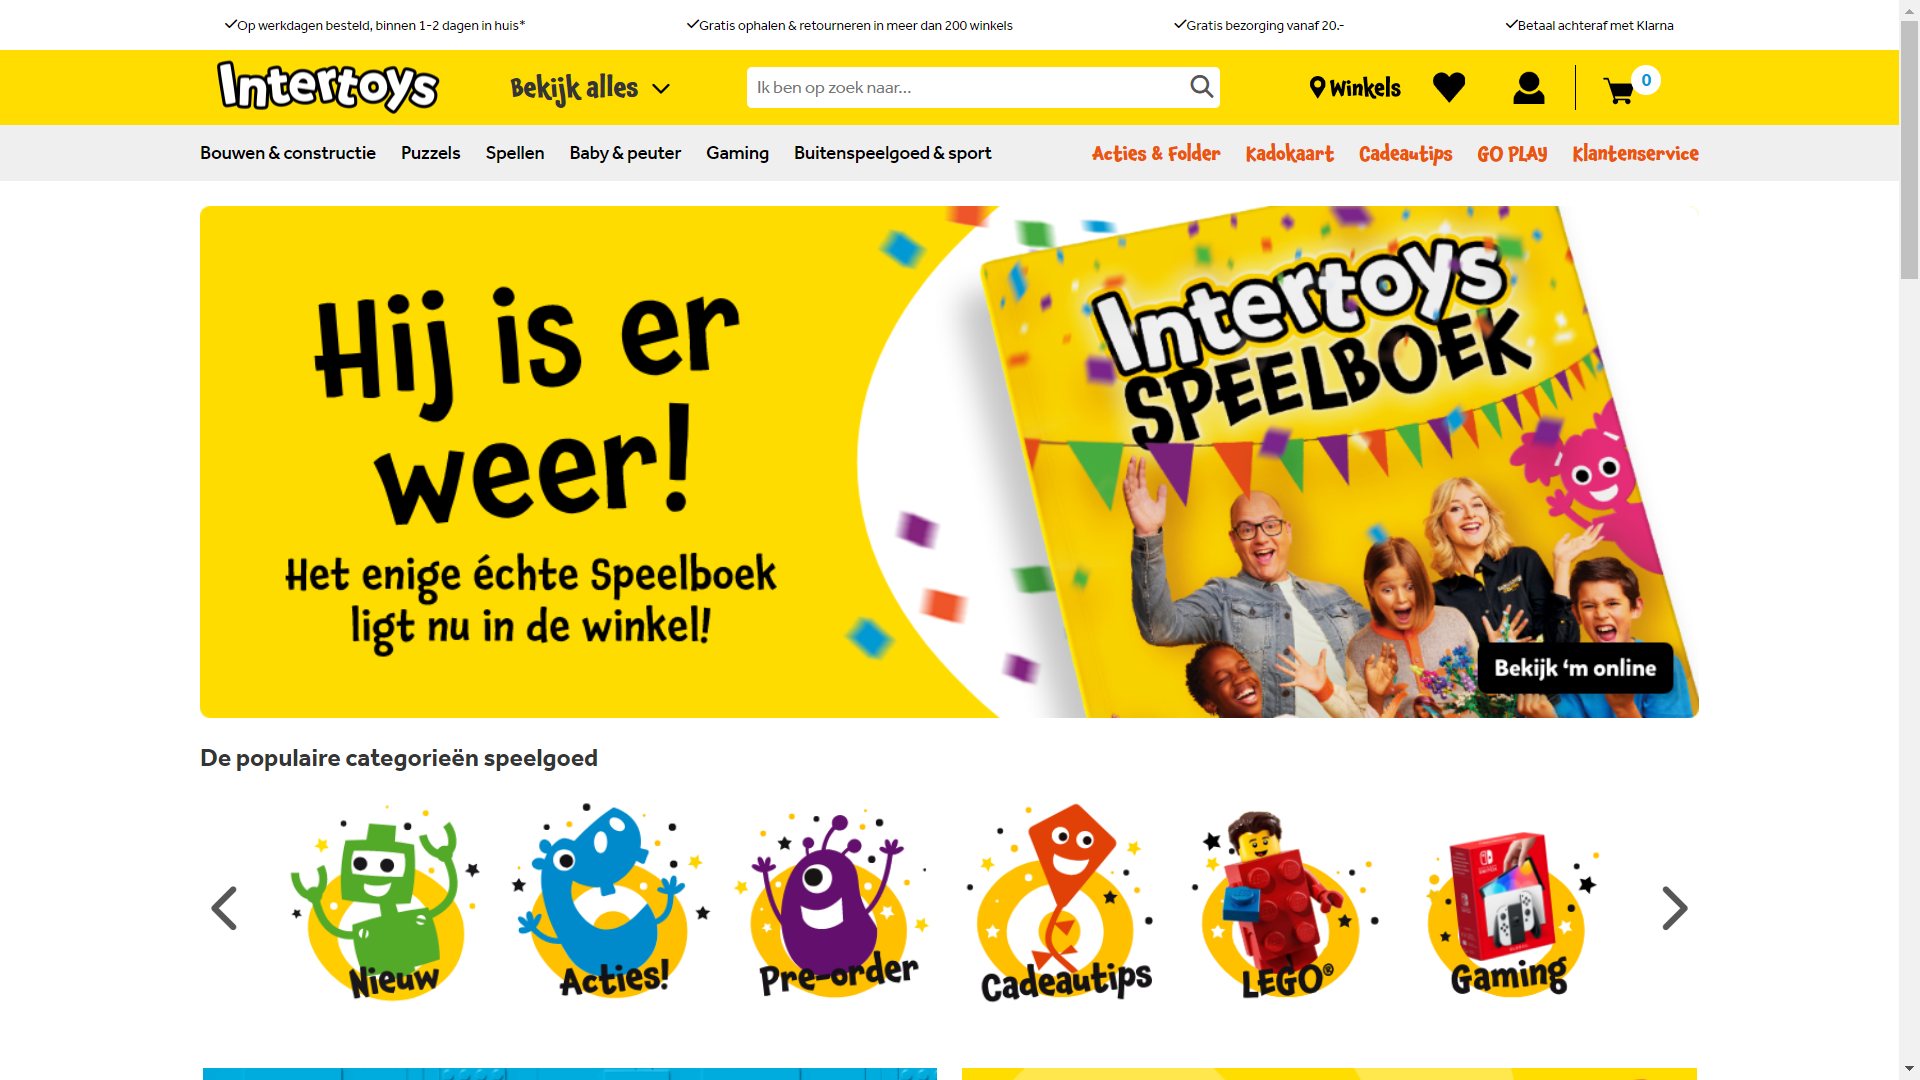 Op werkdagen besteld, binnen 1-2 dagen in huis*
Gratis ophalen & retourneren in meer dan 200 winkels
Gratis bezorging vanaf 20.-
Betaal achteraf met Klarna
Intertoys
Bekijk alles
Ik ben op zoek naar...
Winkels
0
Bouwen & constructie
Puzzels
Spellen
Baby & peuter
Gaming
Buitenspeelgoed & sport
Acties & Folder
Kadokaart
Cadeautips
GO PLAY
Klantenservice
Hij is er
weer!
Het enige échte Speelboek
ligt nu in de winkel!
Intertoys
SPEELBOEK
Bekijk ‘m online
De populaire categorieën speelgoed
Nieuw
Acties!
Pre-order
Cadeautips
LEGO®
Gaming